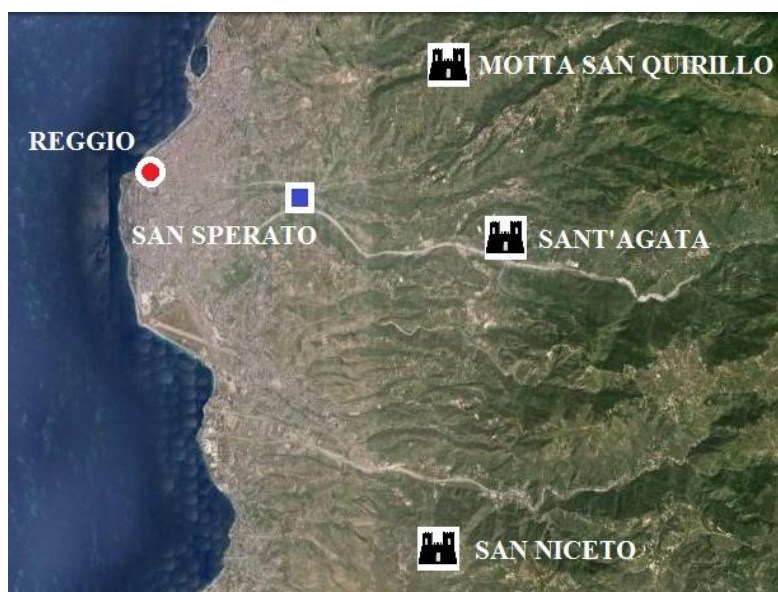 MOTTA SAN QUIRILLO
REGGIO
SAN SPERATO
SANT'AGATA
SAN NICETO